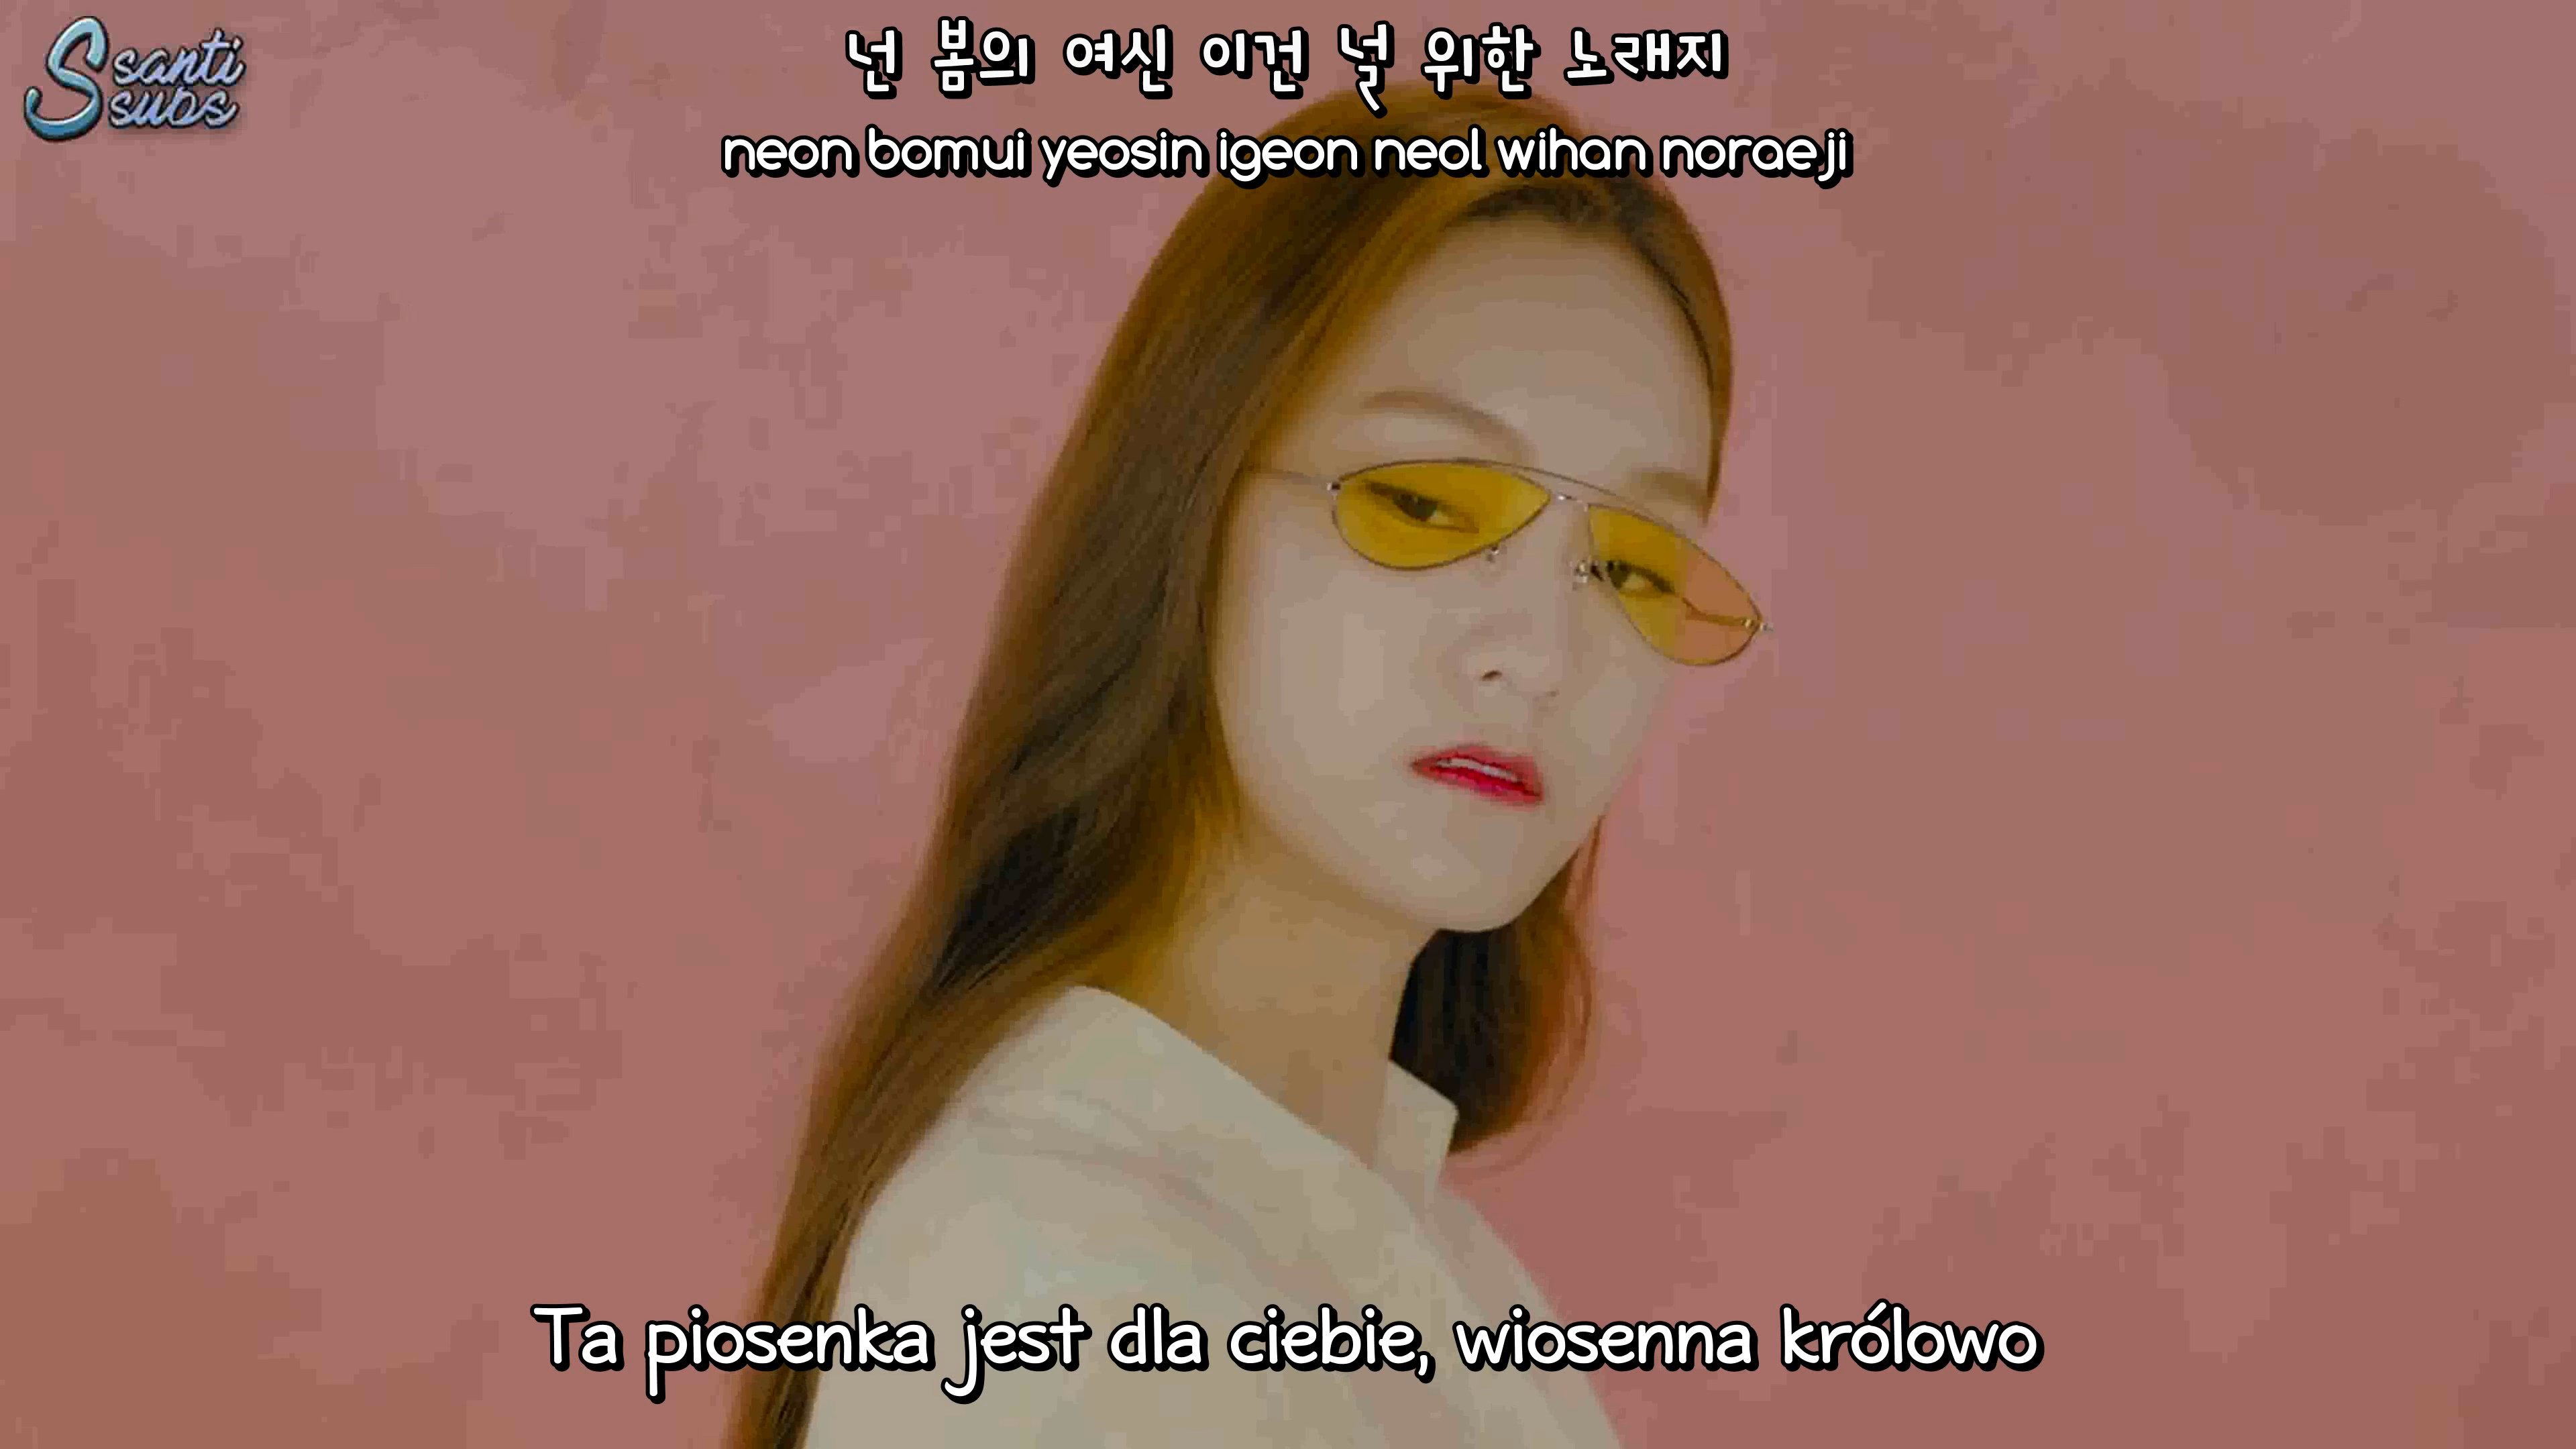 Ssanti
subs
넌 봄의 여신 이건 널 위한 노래지
neon bomui yeosin igeon neol wihan noraeji
Ta piosenka jest dla ciebie, wiosenna królowo